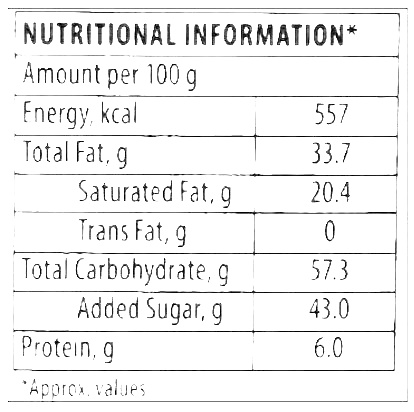 NUTRITIONAL INFORMATION*
Amount per 100 g
Energy, kcal 557
Total Fat, g 33.7
Saturated Fat, g 20.4
Trans Fat, g 0
Total Carbohydrate, g 57.3
Added Sugar, g 43.0
Protein, g 6.0
*Approx. values